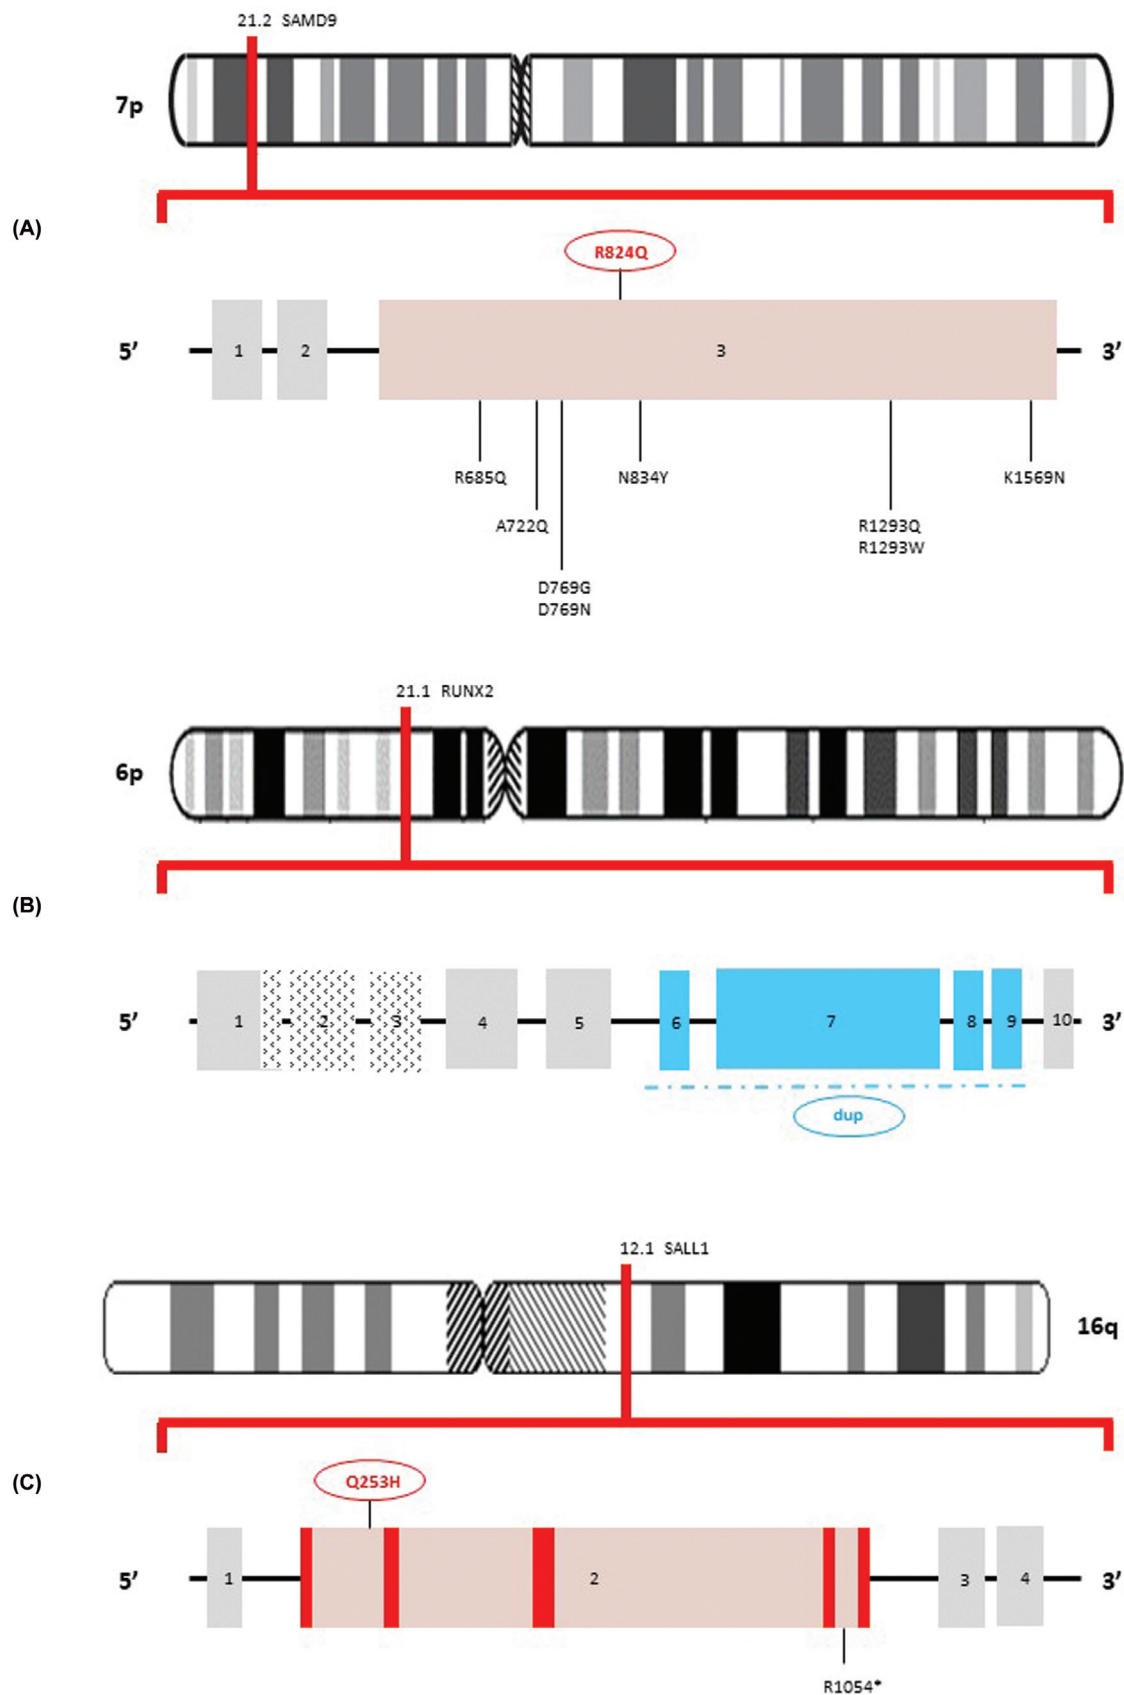 21.2 SAMD9
7p
(A)
R824Q
5’ 1 2 3 3’
R685Q N834Y K1569N
A722Q R1293Q
R1293W
D769G
D769N
21.1 RUNX2
6p
(B)
5’ 1 2 3 4 5 6 7 8 9 10 3’
dup
12.1 SALL1
16q
(C)
Q253H
5’ 1 2 3 4 3’
R1054*